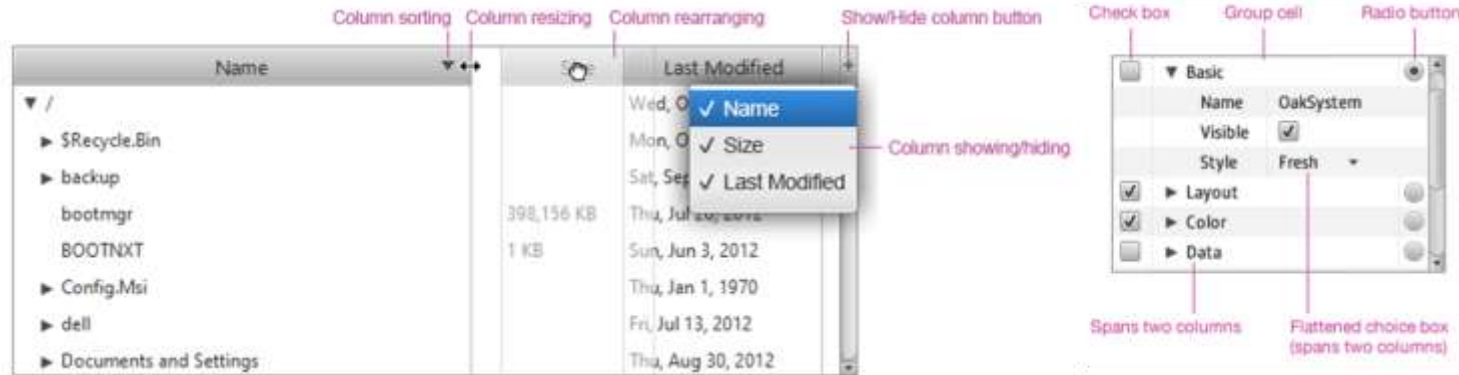 Column sorting Column resizing Column rearranging Show/Hide column button
Name Last Modified +
/
$Recycle.Bin
backup
bootmgr 398,156 KB
BOOTNXT 1 KB Sun, Jun 3, 2012
Config.Msi Thu, Jan 1, 1970
dell Fri, Jul 13, 2012
Documents and Settings Thu, Aug 30, 2012
Wed, O
Mon, O
Sat, Sep
Thu, Jul 2012
Name
Size
Last Modified
Column showing/hiding
Check box Group cell Radio button
Basic
Name OakSystem
Visible
Style Fresh
Layout
Color
Data
Spans two columns Flattened choice box
(spans two columns)